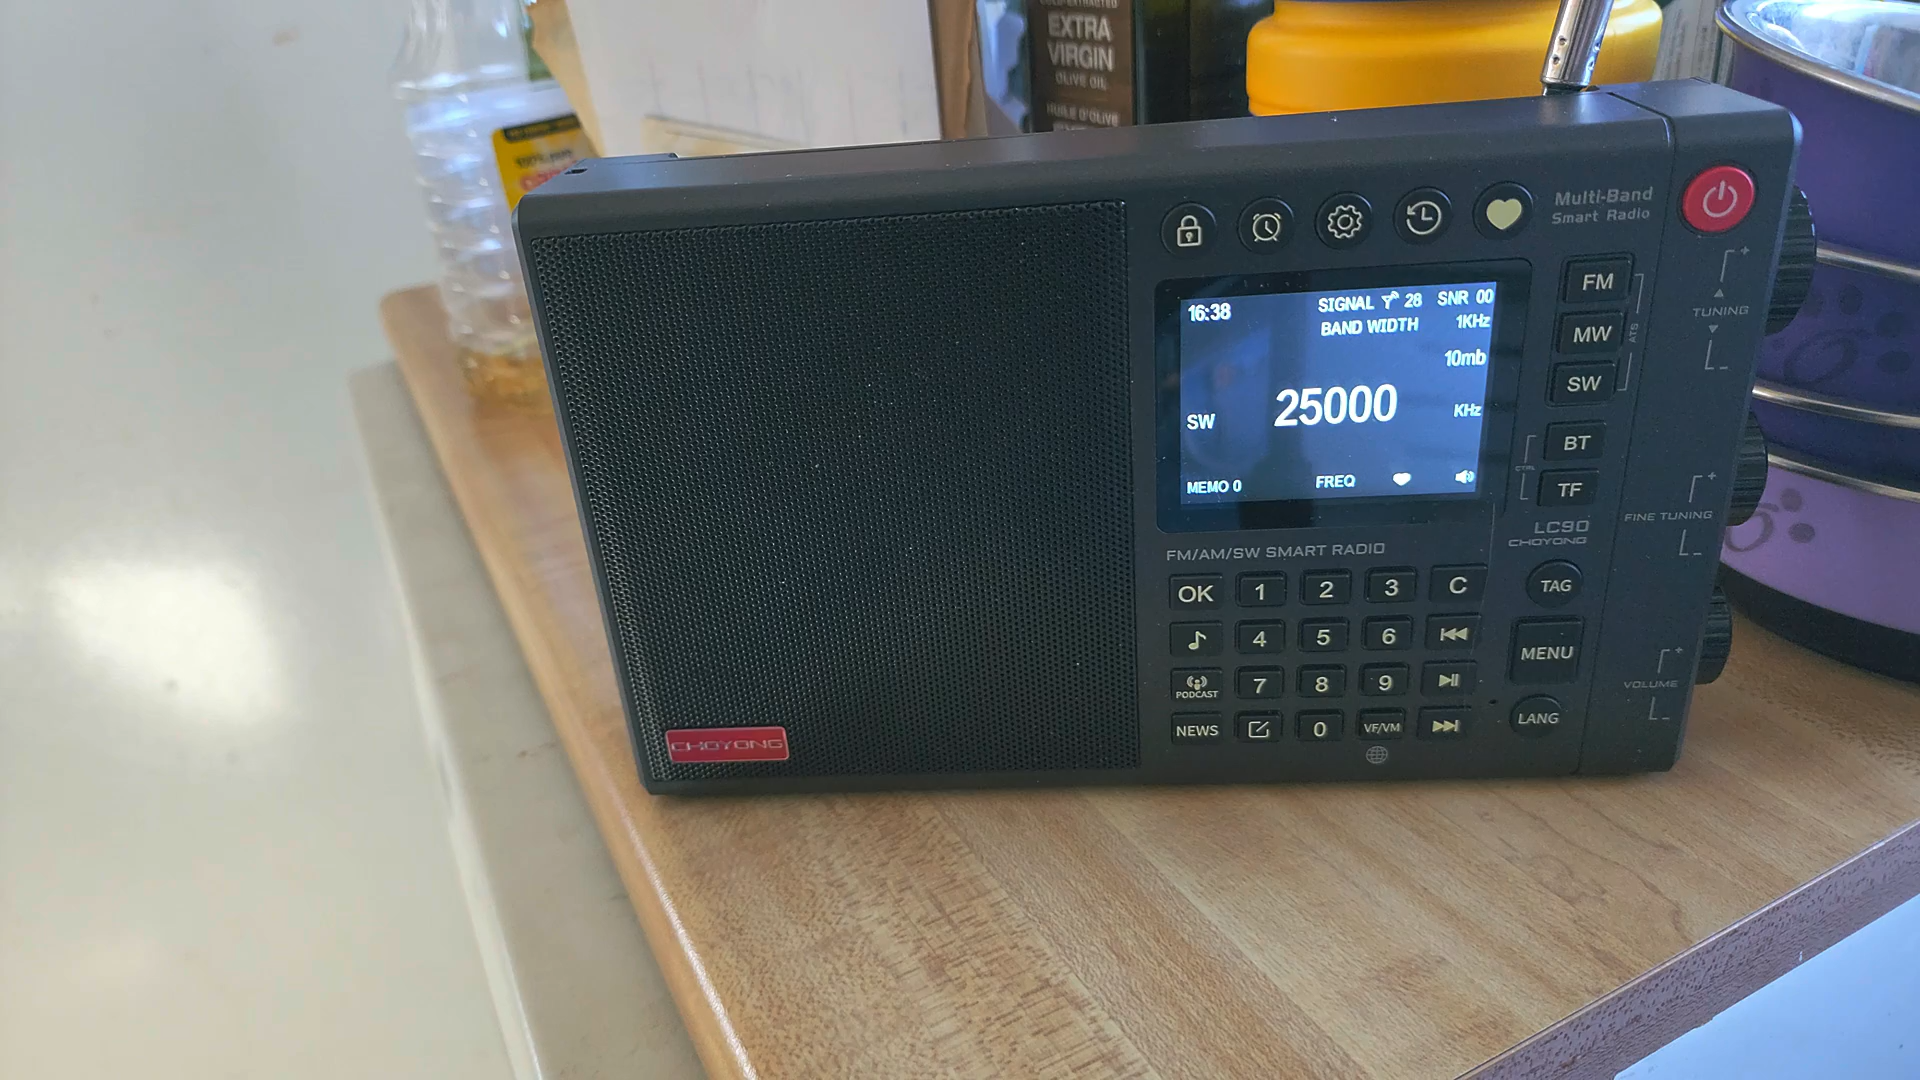 COLD EXTRACTED
EXTRA
VIRGIN
OLIVE OIL
HUILE D'OLIVE
Multi-Band
Smart Radio
FM
MW
SW
ATS
BT
TF
CTRL
TUNING
FINE TUNING
VOLUME
16:38
SIGNAL 28 SNR 00
BAND WIDTH 1KHz
10mb
SW 25000 KHz
MEMO 0 FREQ
LC90
CHOYONG
FM/AM/SW SMART RADIO
OK 1 2 3 C
4 5 6
PODCAST 7 8 9
NEWS 0 VF/VM
TAG
MENU
LANG
CHOYONG